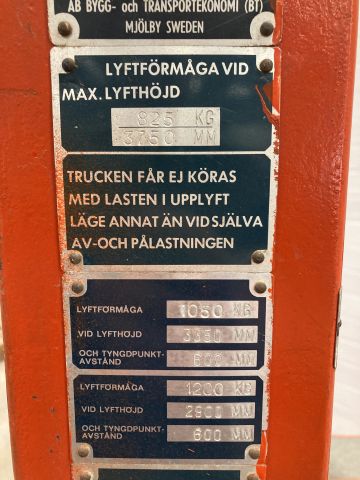 AB BYGG- och TRANSPORTEKONOMI (BT)
MJÖLBY SWEDEN
LYFTFÖRMÅGA VID
MAX. LYFTHÖJD
825 KG
3750 MM
TRUCKEN FÅR EJ KÖRAS
MED LASTEN I UPPLYFT
LÄGE ANNAT ÄN VID SJÄLVA
AV-OCH PÅLASTNINGEN
LYFTFÖRMÅGA 1050 KG
VID LYFTHÖJD 3350 MM
OCH TYNGDPUNKT- 600 MM
AVSTÅND
LYFTFÖRMÅGA 1200 KG
VID LYFTHÖJD 2900 MM
OCH TYNGDPUNKT- 600 MM
AVSTÅND